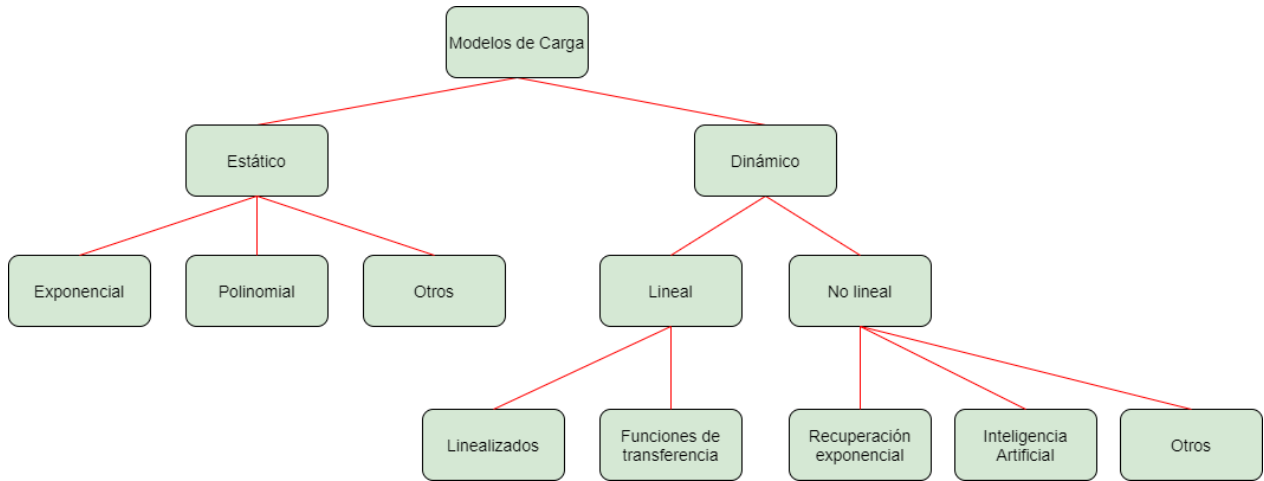 Modelos de Carga
Estático
Dinámico
Exponencial
Polinomial
Otros
Lineal
No lineal
Linealizados
Funciones de
transferencia
Recuperación
exponencial
Inteligencia
Artificial
Otros